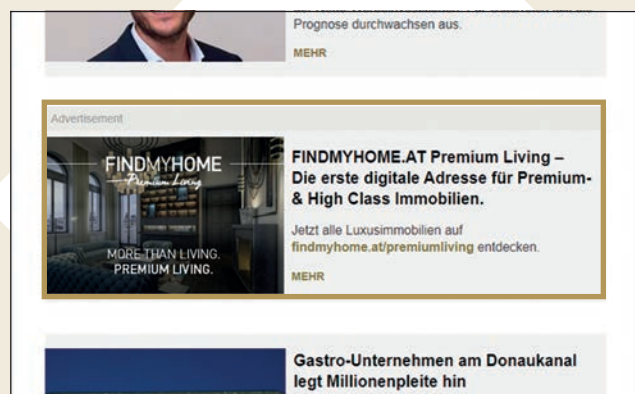 Prognose durchwachsen aus.
MEHR
Advertisement
FINDMYHOME
Premium Living
MORE THAN LIVING.
PREMIUM LIVING.
FINDMYHOME.AT Premium Living –
Die erste digitale Adresse für Premium-
& High Class Immobilien.
Jetzt alle Luxusimmobilien auf
findmyhome.at/premiumliving entdecken.
MEHR
Gastro-Unternehmen am Donaukanal
legt Millionenpleite hin